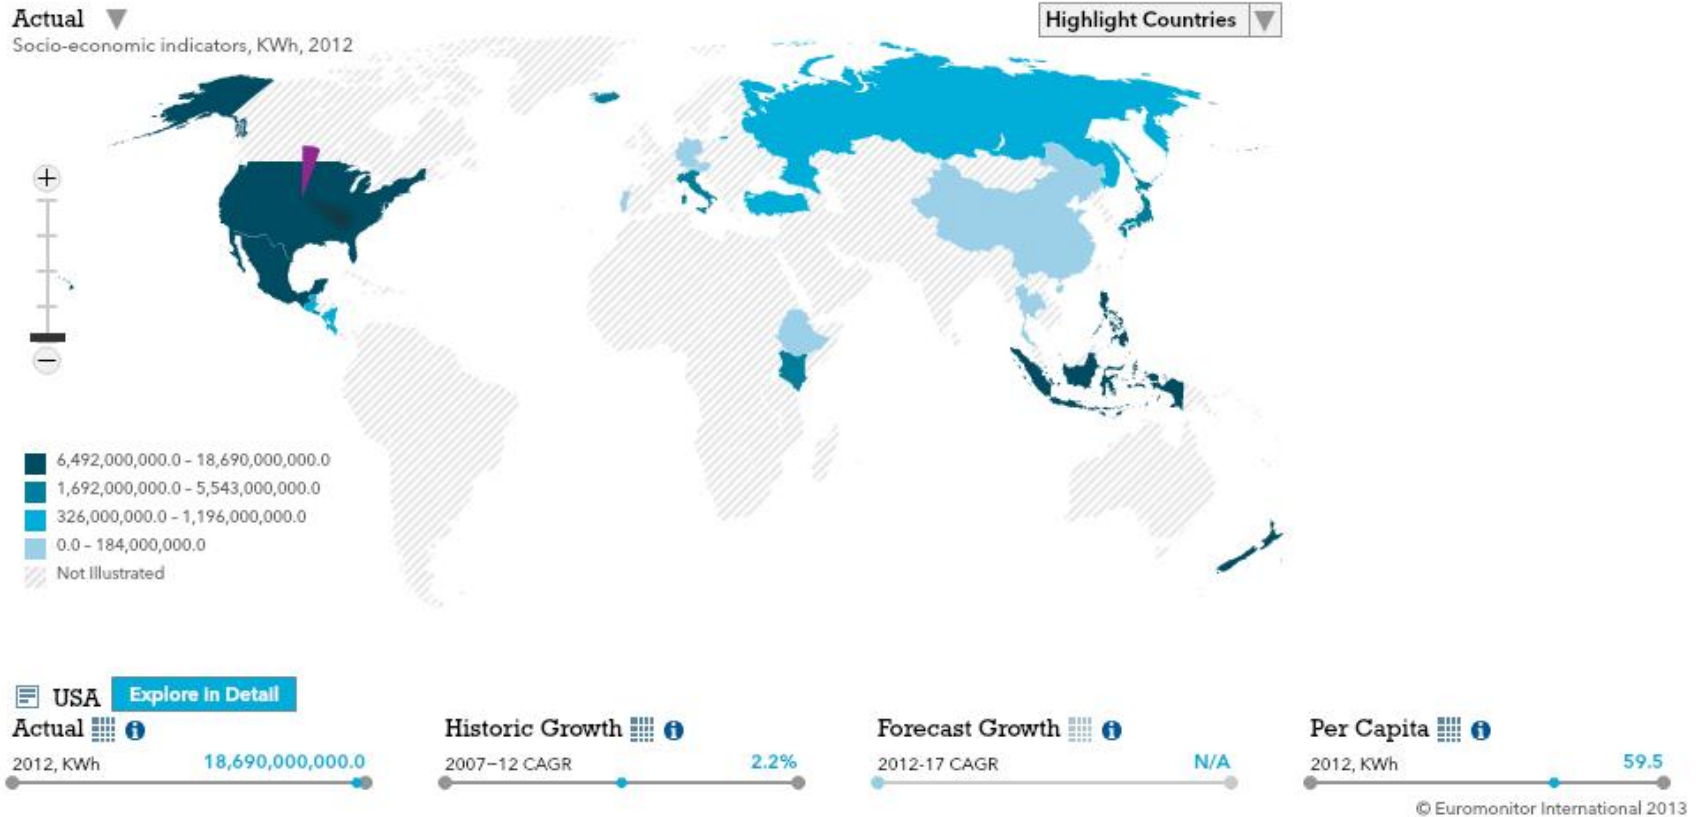 Actual
Highlight Countries
Socio-economic indicators, KWh, 2012
6,492,000,000.0 - 18,690,000,000.0
1,692,000,000.0 - 5,543,000,000.0
326,000,000.0 - 1,196,000,000.0
0.0 - 184,000,000.0
Not Illustrated
USA Explore in Detail
Actual
2012, KWh 18,690,000,000.0
Historic Growth
2007–12 CAGR 2.2%
Forecast Growth
2012-17 CAGR N/A
Per Capita
2012, KWh 59.5
© Euromonitor International 2013